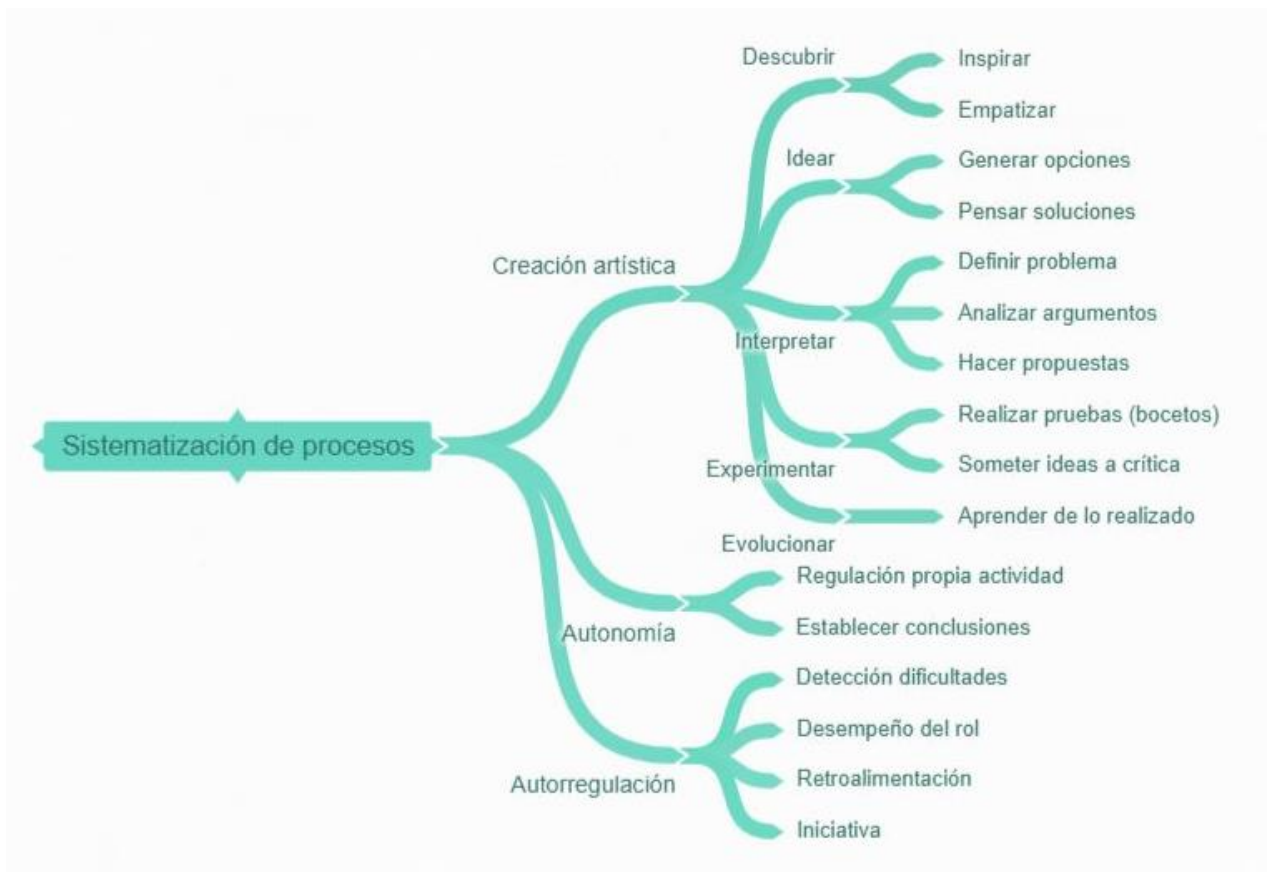 Sistematización de procesos
Creación artística
Descubrir
Inspirar
Empatizar
Idear
Generar opciones
Pensar soluciones
Interpretar
Definir problema
Analizar argumentos
Hacer propuestas
Experimentar
Realizar pruebas (bocetos)
Someter ideas a crítica
Evolucionar
Aprender de lo realizado
Autonomía
Regulación propia actividad
Establecer conclusiones
Autorregulación
Detección dificultades
Desempeño del rol
Retroalimentación
Iniciativa